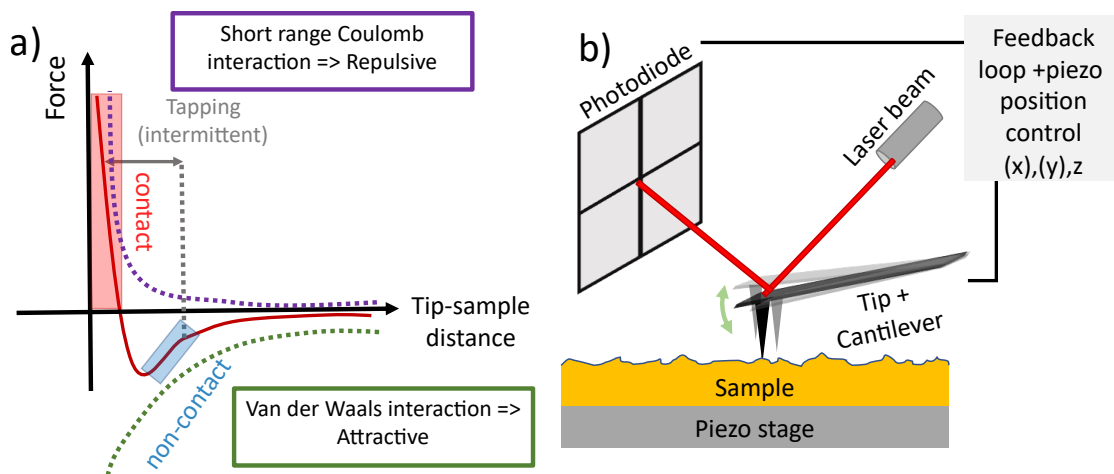 a)
Force
Short range Coulomb
interaction => Repulsive
Tapping
(intermittent)
contact
Tip-sample
distance
non-contact
Van der Waals interaction =>
Attractive
b)
Photodiode
Laser beam
Feedback
loop +piezo
position
control
(x),(y),z
Tip +
Cantilever
Sample
Piezo stage